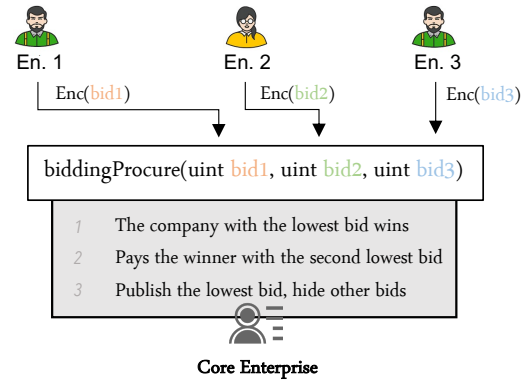 En. 1 En. 2 En. 3
Enc(bid1) Enc(bid2) Enc(bid3)
biddingProcure(uint bid1, uint bid2, uint bid3)
1 The company with the lowest bid wins
2 Pays the winner with the second lowest bid
3 Publish the lowest bid, hide other bids
Core Enterprise